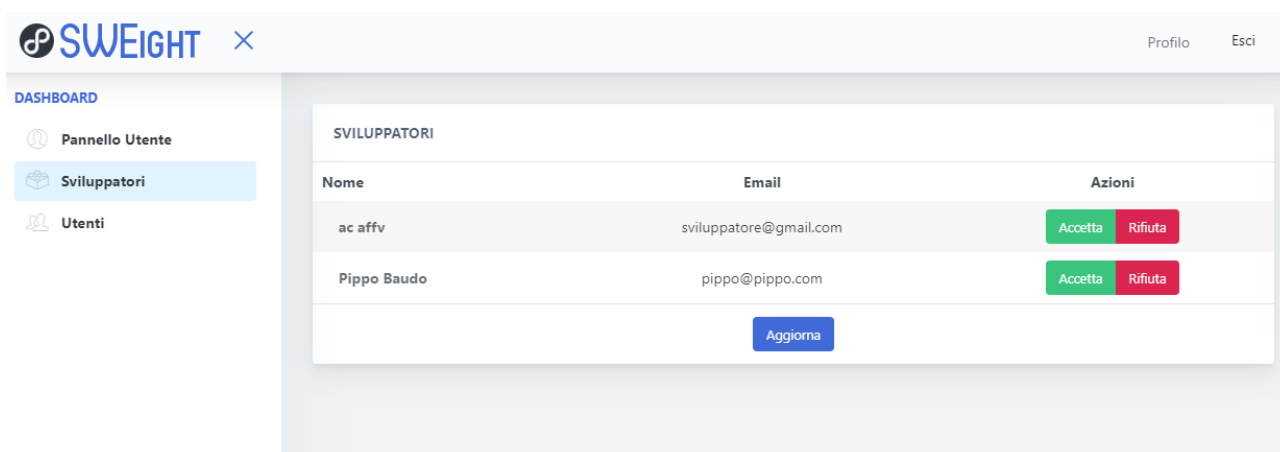 SWEIGHT
Profilo Esci
DASHBOARD
Pannello Utente
Sviluppatori
Utenti
SVILUPPATORI
Nome Email Azioni
ac affv sviluppatore@gmail.com Accetta Rifiuta
Pippo Baudo pippo@pippo.com Accetta Rifiuta
Aggiorna